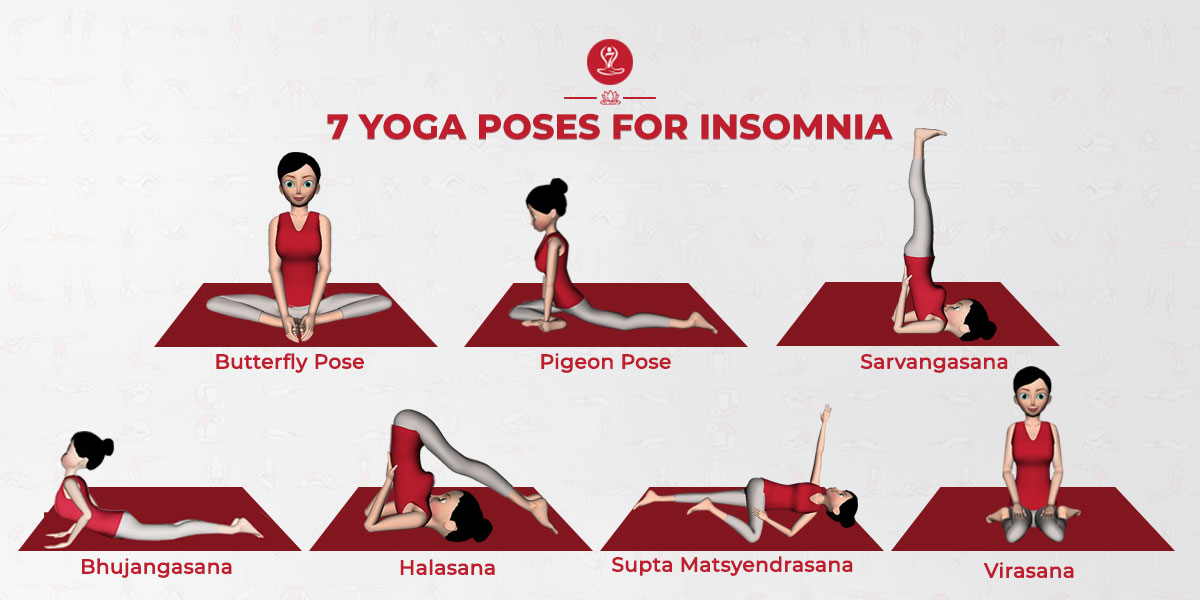 7 YOGA POSES FOR INSOMNIA
Butterfly Pose
Pigeon Pose
Sarvangasana
Bhujangasana
Halasana
Supta Matsyendrasana
Virasana